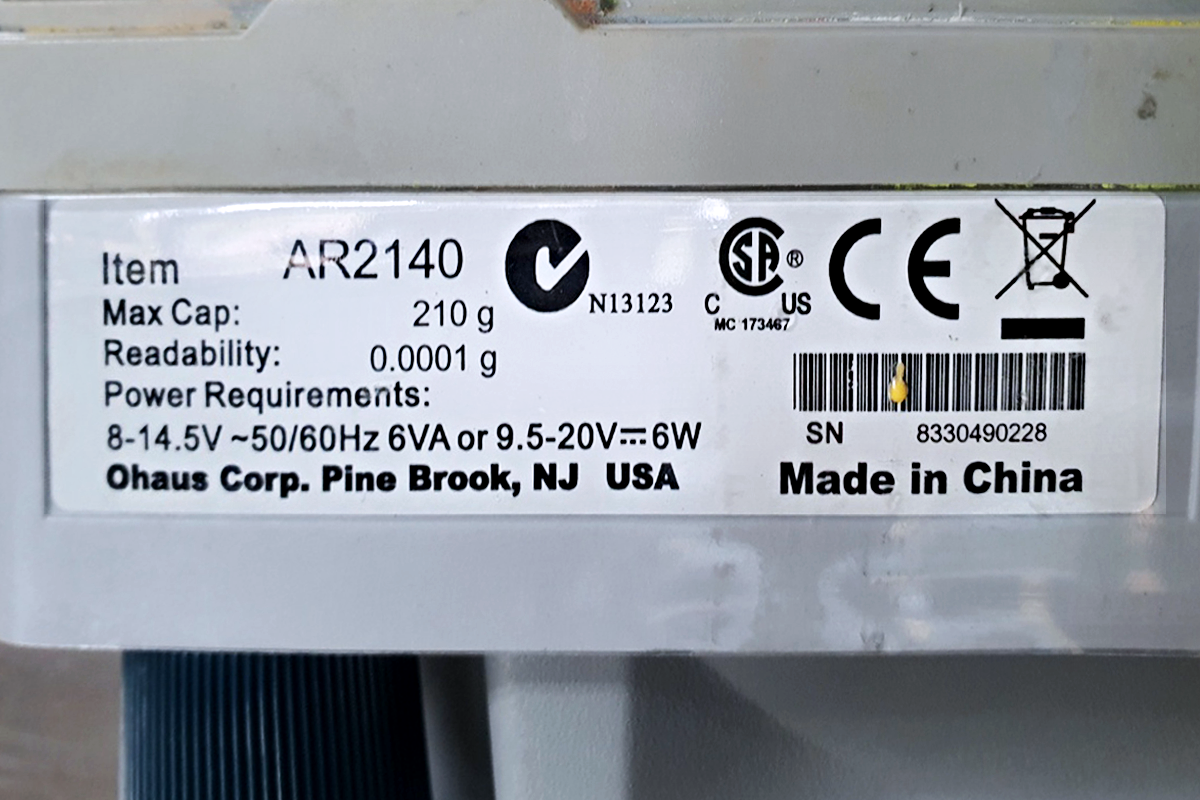 Item AR2140
Max Cap: 210 g
Readability: 0.0001 g
Power Requirements:
8-14.5V ~50/60Hz 6VA or 9.5-20V⎓6W
Ohaus Corp. Pine Brook, NJ USA
N13123
SA ®
C US
MC 173467
CE
SN 8330490228
Made in China